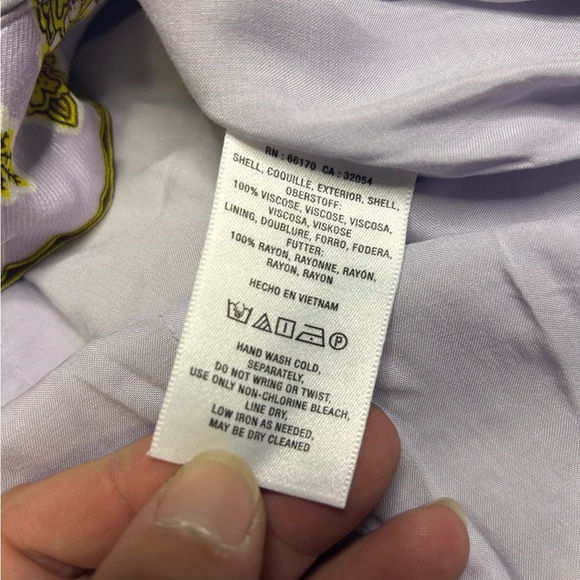 RN : 66170 CA : 32054
SHELL, COQUILLE, EXTERIOR, SHELL,
OBERSTOFF:
100% VISCOSE, VISCOSE, VISCOSA,
VISCOSA, VISKOSE
LINING, DOUBLURE, FORRO, FODERA,
FUTTER:
100% RAYON, RAYONNE, RAYÓN,
RAYON, RAYON
HECHO EN VIETNAM
P
HAND WASH COLD,
SEPARATELY,
DO NOT WRING OR TWIST,
USE ONLY NON-CHLORINE BLEACH,
LINE DRY,
LOW IRON AS NEEDED,
MAY BE DRY CLEANED